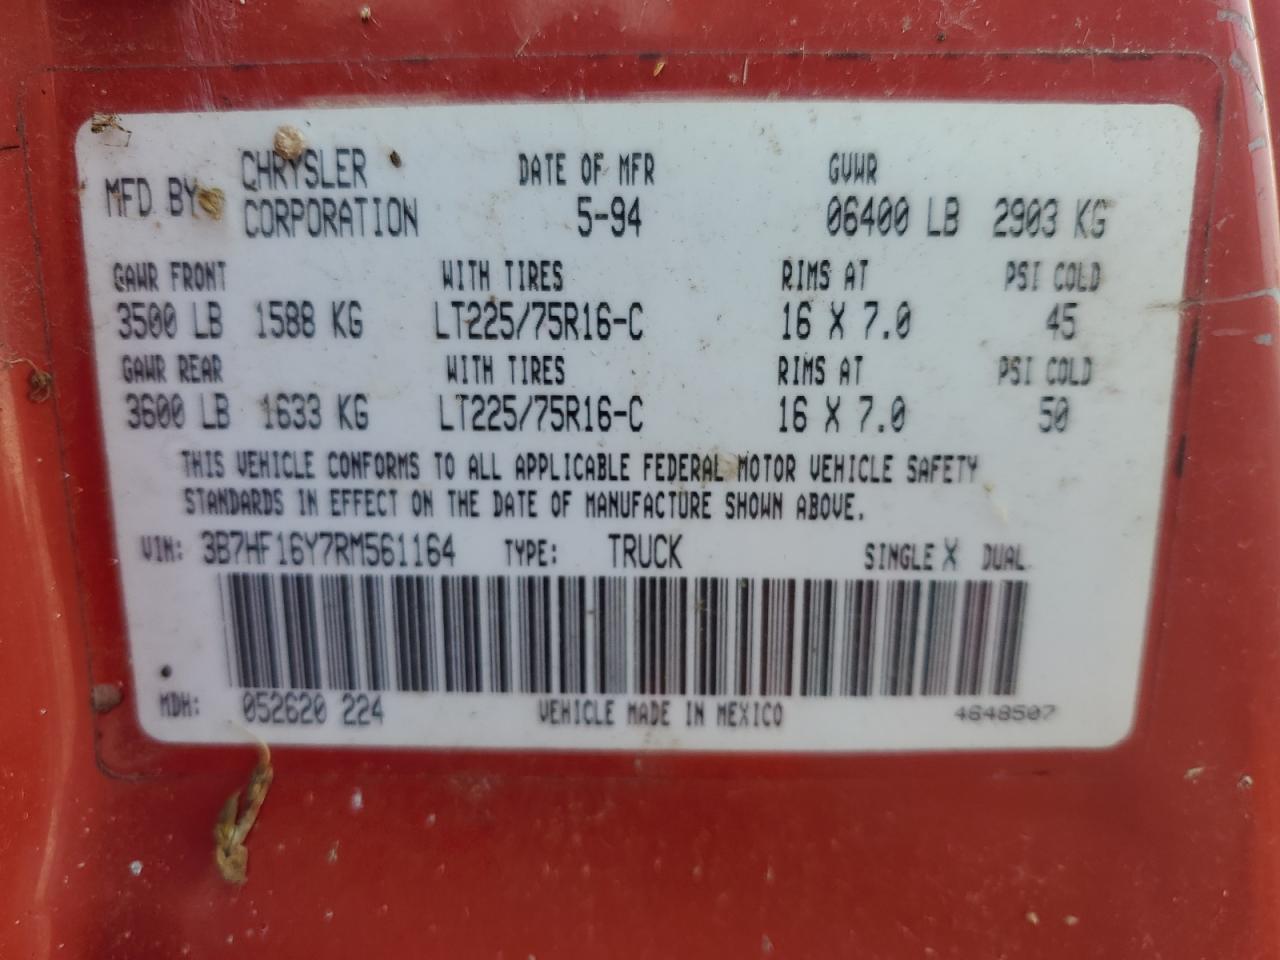 MFD BY CHRYSLER CORPORATION DATE OF MFR 5-94 GVWR 06400 LB 2903 KG
GAWR FRONT WITH TIRES RIMS AT PSI COLD
3500 LB 1588 KG LT225/75R16-C 16 X 7.0 45
GAWR REAR WITH TIRES RIMS AT PSI COLD
3600 LB 1633 KG LT225/75R16-C 16 X 7.0 50
THIS VEHICLE CONFORMS TO ALL APPLICABLE FEDERAL MOTOR VEHICLE SAFETY
STANDARDS IN EFFECT ON THE DATE OF MANUFACTURE SHOWN ABOVE.
VIN: 3B7HF16Y7RM561164 TYPE: TRUCK SINGLE X DUAL
MDH: 052620 224 VEHICLE MADE IN MEXICO 4648507